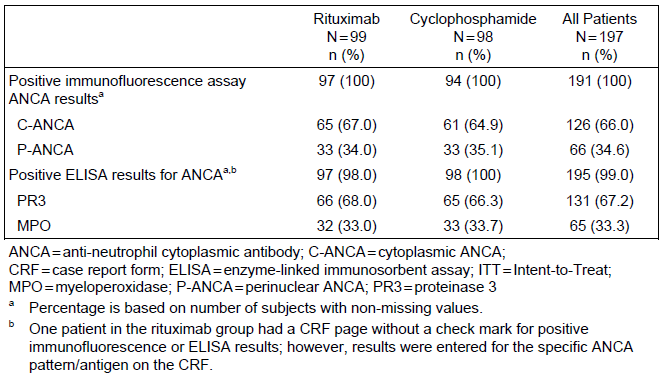 Rituximab Cyclophosphamide All Patients
N=99 N=98 N=197
n (%) n (%) n (%)
Positive immunofluorescence assay 97 (100) 94 (100) 191 (100)
ANCA resultsᵃ
C-ANCA 65 (67.0) 61 (64.9) 126 (66.0)
P-ANCA 33 (34.0) 33 (35.1) 66 (34.6)
Positive ELISA results for ANCAᵃ,ᵇ 97 (98.0) 98 (100) 195 (99.0)
PR3 66 (68.0) 65 (66.3) 131 (67.2)
MPO 32 (33.0) 33 (33.7) 65 (33.3)
ANCA=anti-neutrophil cytoplasmic antibody; C-ANCA=cytoplasmic ANCA;
CRF=case report form; ELISA=enzyme-linked immunosorbent assay; ITT=Intent-to-Treat;
MPO=myeloperoxidase; P-ANCA=perinuclear ANCA; PR3=proteinase 3
ᵃ Percentage is based on number of subjects with non-missing values.
ᵇ One patient in the rituximab group had a CRF page without a check mark for positive
immunofluorescence or ELISA results; however, results were entered for the specific ANCA
pattern/antigen on the CRF.